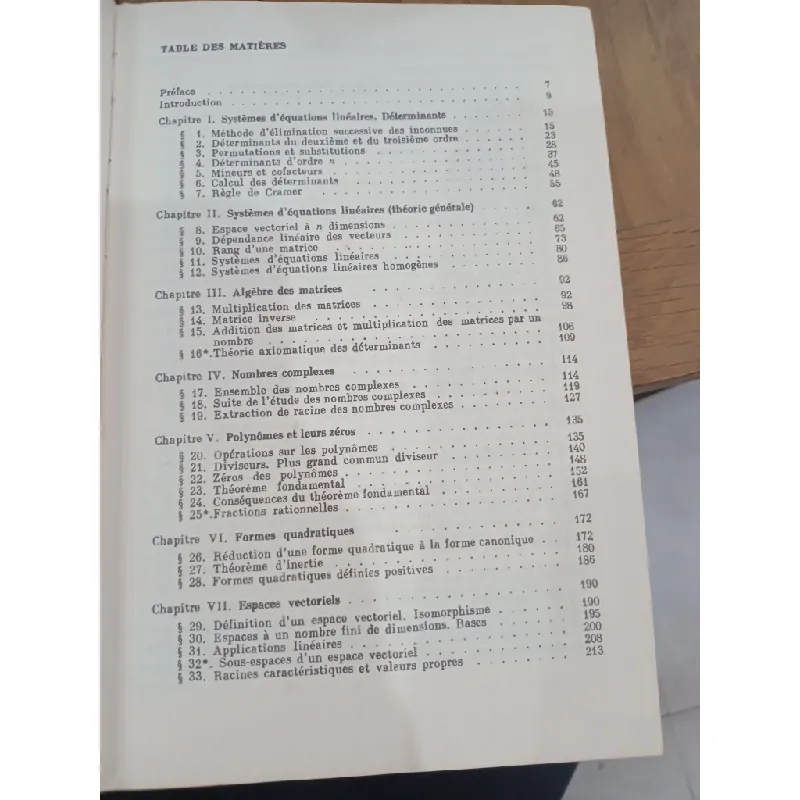 TABLE DES MATIÈRES
Préface . . . . . . . . . . 7
Introduction . . . . . . . . . . 9
Chapitre I. Systèmes d'équations linéaires. Déterminants . . . . . . 15
§ 1. Méthode d'élimination successive des inconnues . . . . . . 15
§ 2. Déterminants du deuxième et du troisième ordre . . . . . . 23
§ 3. Permutations et substitutions . . . . . . . . . . 28
§ 4. Déterminants d'ordre n . . . . . . . . . . 37
§ 5. Mineurs et cofacteurs . . . . . . . . . . 45
§ 6. Calcul des déterminants . . . . . . . . . . 48
§ 7. Règle de Cramer . . . . . . . . . . 55
Chapitre II. Systèmes d'équations linéaires (théorie générale) . . . . 62
§ 8. Espace vectoriel à n dimensions . . . . . . . . . . 62
§ 9. Dépendance linéaire des vecteurs . . . . . . . . . . 65
§ 10. Rang d'une matrice . . . . . . . . . . 73
§ 11. Systèmes d'équations linéaires . . . . . . . . . . 80
§ 12. Systèmes d'équations linéaires homogènes . . . . . . 86
Chapitre III. Algèbre des matrices . . . . . . . . . . 92
§ 13. Multiplication des matrices . . . . . . . . . . 92
§ 14. Matrice inverse . . . . . . . . . . 98
§ 15. Addition des matrices et multiplication des matrices par un
nombre . . . . . . . . . . 106
§ 16*. Théorie axiomatique des déterminants . . . . . . 109
Chapitre IV. Nombres complexes . . . . . . . . . . 114
§ 17. Ensemble des nombres complexes . . . . . . . . . . 114
§ 18. Suite de l'étude des nombres complexes . . . . . . 119
§ 19. Extraction de racine des nombres complexes . . . . . . 127
Chapitre V. Polynômes et leurs zéros . . . . . . . . . . 135
§ 20. Opérations sur les polynômes . . . . . . . . . . 135
§ 21. Diviseurs. Plus grand commun diviseur . . . . . . 140
§ 22. Zéros des polynômes . . . . . . . . . . 148
§ 23. Théorème fondamental . . . . . . . . . . 152
§ 24. Conséquences du théorème fondamental . . . . . . 161
§ 25*. Fractions rationnelles . . . . . . . . . . 167
Chapitre VI. Formes quadratiques . . . . . . . . . . 172
§ 26. Réduction d'une forme quadratique à la forme canonique . . 172
§ 27. Théorème d'inertie . . . . . . . . . . 180
§ 28. Formes quadratiques définies positives . . . . . . 186
Chapitre VII. Espaces vectoriels . . . . . . . . . . 190
§ 29. Définition d'un espace vectoriel. Isomorphisme . . . . . . 190
§ 30. Espaces à un nombre fini de dimensions. Bases . . . . . . 195
§ 31. Applications linéaires . . . . . . . . . . 200
§ 32*. Sous-espaces d'un espace vectoriel . . . . . . . . . . 208
§ 33. Racines caractéristiques et valeurs propres . . . . . . 213